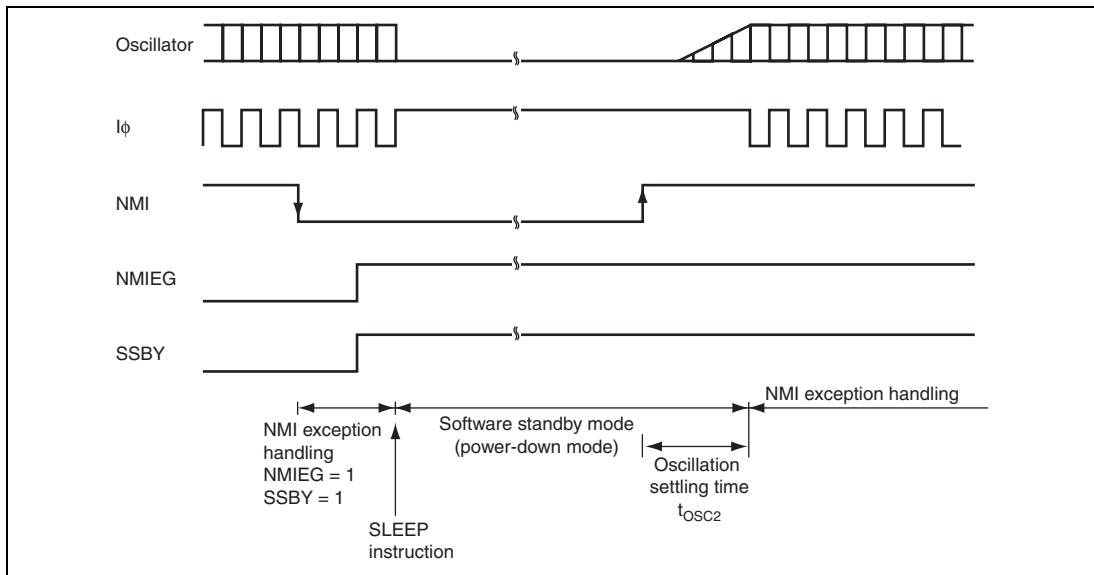 Oscillator
Iφ
NMI
NMIEG
SSBY
NMI exception handling
Software standby mode
(power-down mode)
NMI exception
handling
NMIEG = 1
SSBY = 1
Oscillation
settling time
tOSC2
SLEEP
instruction